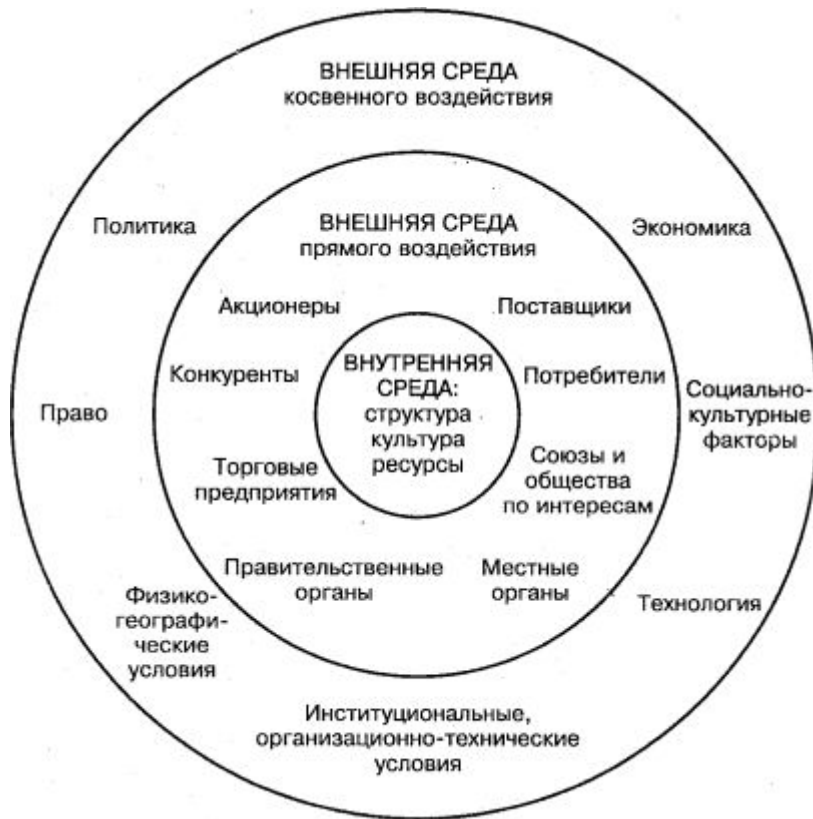 ВНЕШНЯЯ СРЕДА
косвенного воздействия
Политика
Экономика
ВНЕШНЯЯ СРЕДА
прямого воздействия
Акционеры
Поставщики
Конкуренты
ВНУТРЕННЯЯ
СРЕДА:
структура
культура
ресурсы
Потребители
Право
Социально-
культурные
факторы
Торговые
предприятия
Союзы и
общества
по интересам
Правительственные
органы
Местные
органы
Физико-
географи-
ческие
условия
Технология
Институциональные,
организационно-технические
условия